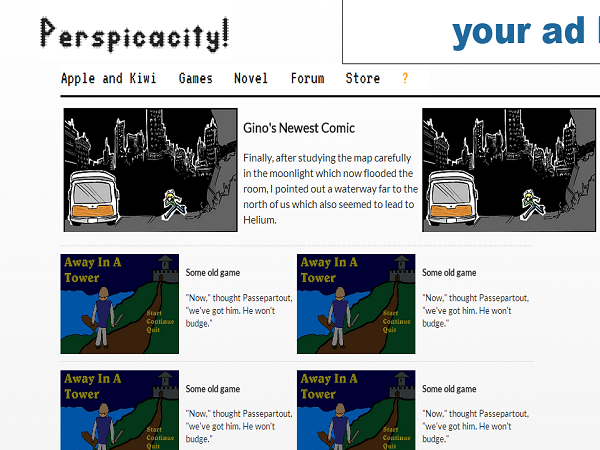 Perspicacity!
your ad
Apple and Kiwi Games Novel Forum Store ?
Gino's Newest Comic
Finally, after studying the map carefully
in the moonlight which now flooded the
room, I pointed out a waterway far to the
north of us which also seemed to lead to
Helium.
Away In A
Tower
Start
Continue
Quit
Some old game
"Now," thought Passepartout,
"we've got him. He won't
budge."
Away In A
Tower
Start
Continue
Quit
Some old game
"Now," thought Passepartout,
"we've got him. He won't
budge."
Away In A
Tower
Start
Continue
Quit
Some old game
"Now," thought Passepartout,
"we've got him. He won't
budge."
Away In A
Tower
Start
Continue
Quit
Some old game
"Now," thought Passepartout,
"we've got him. He won't
budge."